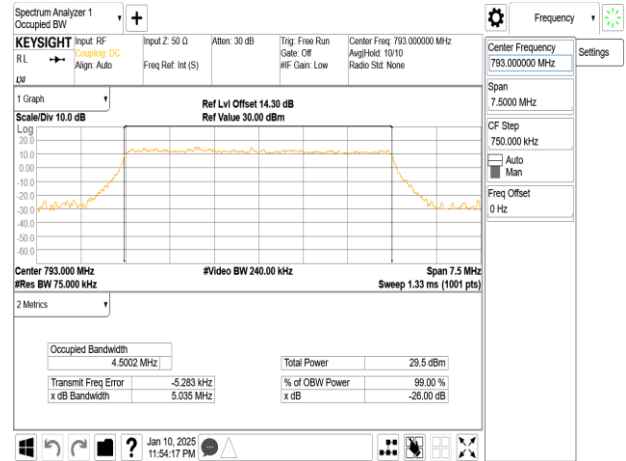 Spectrum Analyzer 1
Occupied BW
Frequency
KEYSIGHT
Input: RF
Input Z: 50 Ω
Atten: 30 dB
Trig: Free Run
Center Freq: 793.000000 MHz
RL
Coupling: DC
Gate: Off
Avg|Hold: 10/10
Align: Auto
Freq Ref: Int (S)
#IF Gain: Low
Radio Std: None
LXI
Center Frequency
793.000000 MHz
Settings
Span
7.5000 MHz
CF Step
750.000 kHz
Auto
Man
Freq Offset
0 Hz
1 Graph
Ref Lvl Offset 14.30 dB
Scale/Div 10.0 dB
Ref Value 30.00 dBm
Log
20.0
10.0
0.00
-10.0
-20.0
-30.0
-40.0
-50.0
-60.0
Center 793.000 MHz
#Video BW 240.00 kHz
Span 7.5 MHz
#Res BW 75.000 kHz
Sweep 1.33 ms (1001 pts)
2 Metrics
Occupied Bandwidth
4.5002 MHz
Total Power
29.5 dBm
Transmit Freq Error
-5.283 kHz
% of OBW Power
99.00 %
x dB Bandwidth
5.035 MHz
x dB
-26.00 dB
?
Jan 10, 2025
11:54:17 PM